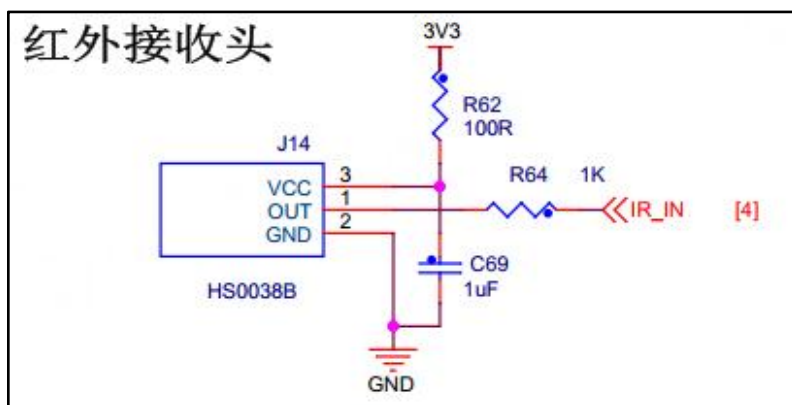 红外接收头
3V3
R62
100R
J14
VCC 3
OUT 1
GND 2
R64 1K
IR_IN [4]
C69
1uF
HS0038B
GND